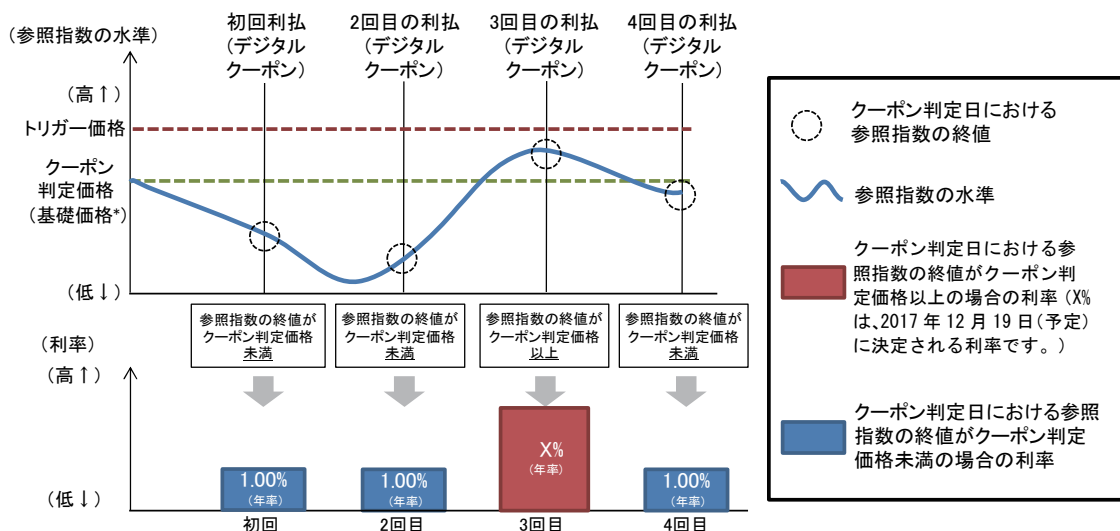 初回利払
(デジタル
クーポン)
2回目の利払
(デジタル
クーポン)
3回目の利払
(デジタル
クーポン)
4回目の利払
(デジタル
クーポン)
(参照指数の水準)
(高↑)
トリガー価格
クーポン
判定価格
(基礎価格*)
(低↓)
参照指数の終値が
クーポン判定価格
未満
参照指数の終値が
クーポン判定価格
未満
参照指数の終値が
クーポン判定価格
以上
参照指数の終値が
クーポン判定価格
未満
(利率)
(高↑)
(低↓)
1.00%
(年率)
1.00%
(年率)
X%
(年率)
1.00%
(年率)
初回
2回目
3回目
4回目
クーポン判定日における
参照指数の終値
参照指数の水準
クーポン判定日における参
照指数の終値がクーポン判
定価格以上の場合の利率(X%
は、2017年12月19日(予定)
に決定される利率です。)
クーポン判定日における参照
指数の終値がクーポン判定
価格未満の場合の利率